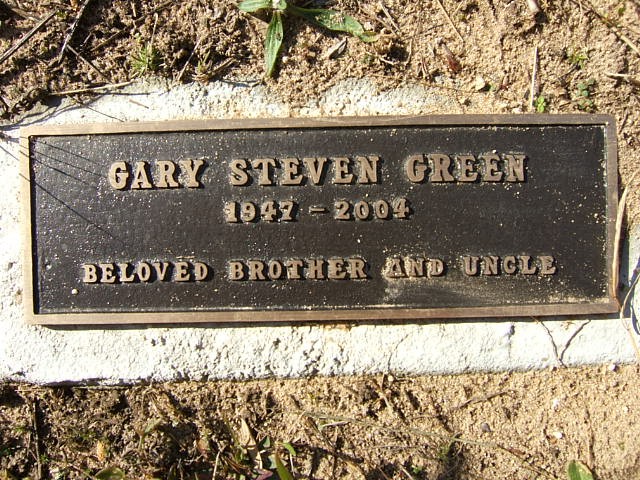 GARY STEVEN GREEN
1947 - 2004
BELOVED BROTHER AND UNCLE